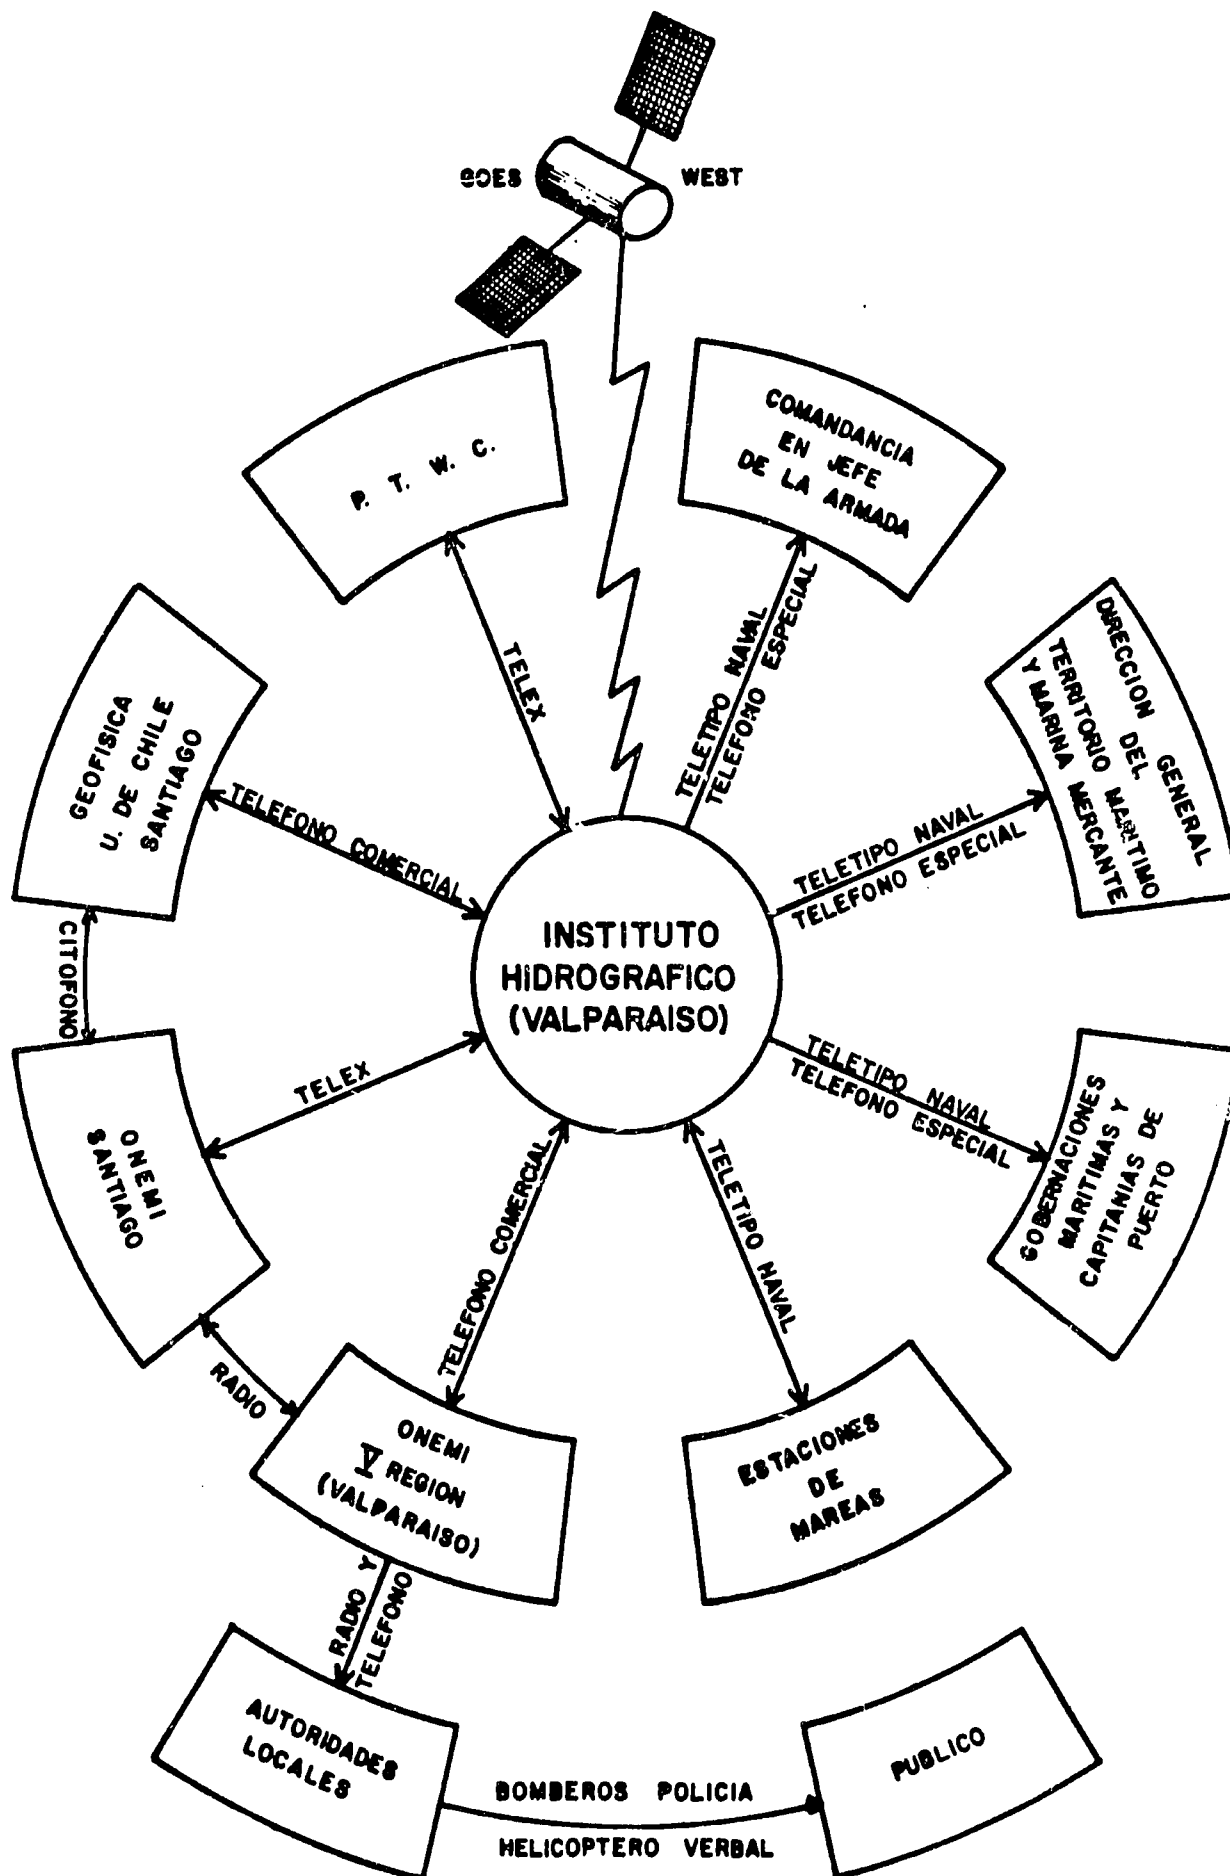 GOES WEST
P. T. W. C.
COMANDANCIA
EN JEFE
DE LA ARMADA
DIRECCION GENERAL
DEL
TERRITORIO MARITIMO
Y MARINA MERCANTE
GEOFISICA
U. DE CHILE
SANTIAGO
TELEX
TELETIPO NAVAL
TELEFONO ESPECIAL
TELEFONO COMERCIAL
TELETIPO NAVAL
TELEFONO ESPECIAL
CITOFONO
INSTITUTO
HIDROGRAFICO
(VALPARAISO)
TELEX
TELETIPO NAVAL
TELEFONO ESPECIAL
ONEMI
SANTIAGO
GOBERNACIONES
MARITIMAS Y
CAPITANIAS DE
PUERTO
TELEFONO COMERCIAL
TELETIPO NAVAL
RADIO
ONEMI
V REGION
(VALPARAISO)
ESTACIONES
DE
MAREAS
RADIO Y
TELEFONO
AUTORIDADES
LOCALES
BOMBEROS POLICIA
HELICOPTERO VERBAL
PUBLICO